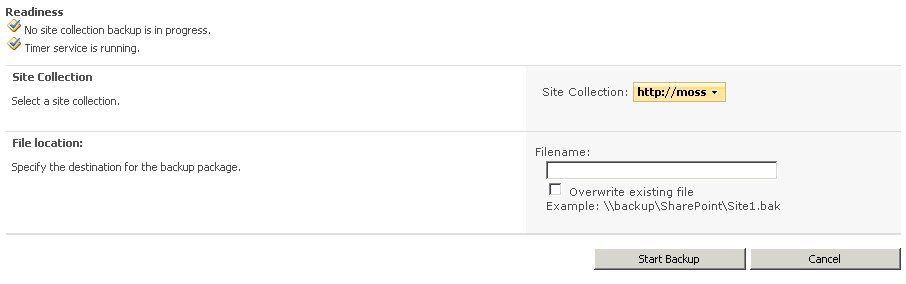 Readiness
No site collection backup is in progress.
Timer service is running.
Site Collection
Select a site collection.
Site Collection: http://moss
File location:
Specify the destination for the backup package.
Filename:
Overwrite existing file
Example: \\backup\SharePoint\Site1.bak
Start Backup
Cancel